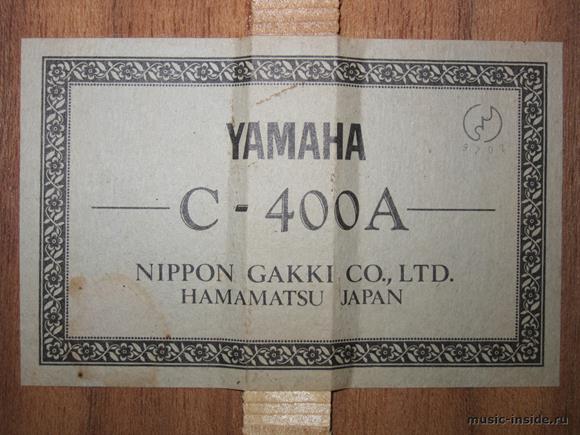 YAMAHA
C-400A
NIPPON GAKKI CO., LTD.
HAMAMATSU JAPAN
music-inside.ru